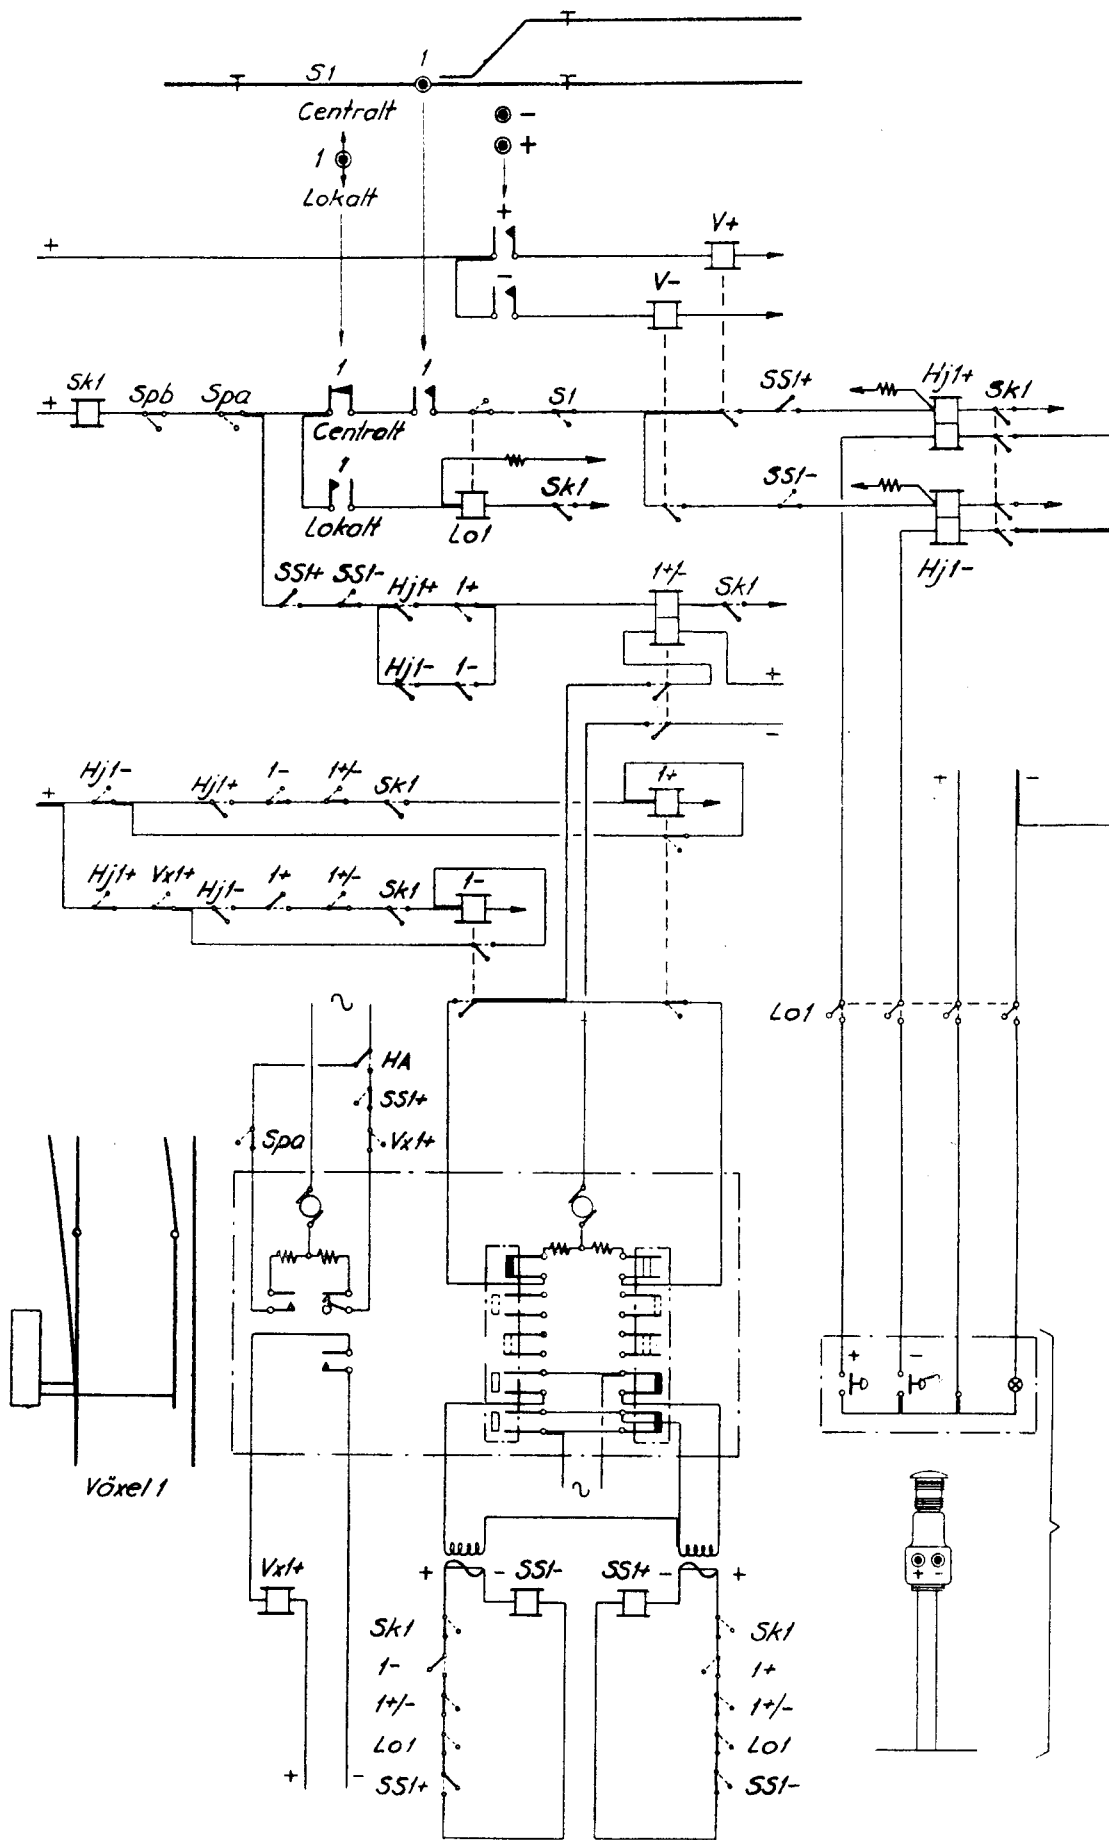 1
S1
Centralt
-
1
+
Lokalt
+
+
V+
-
V-
Sk1
1
1
SS1+
Hj1+
Sk1
+
Spb
Spa
S1
Centralt
1
SS1-
Sk1
Lokalt
Lo1
Hj1-
SS1+
SS1-
Hj1+
1+
1+/-
Sk1
Hj1-
1-
+
-
Hj1-
Hj1+
1-
1+/-
Sk1
1+
+
-
+
Hj1+
Vx1+
Hj1-
1+
1+/-
Sk1
1-
~
Lo1
HA
SS1+
Spa
Vx1+
+
-
Växel 1
~
Vx1+
+
-
SS1-
SS1+
-
+
+
-
Sk1
Sk1
1-
1+
1+/-
1+/-
Lo1
Lo1
+
-
SS1+
SS1-